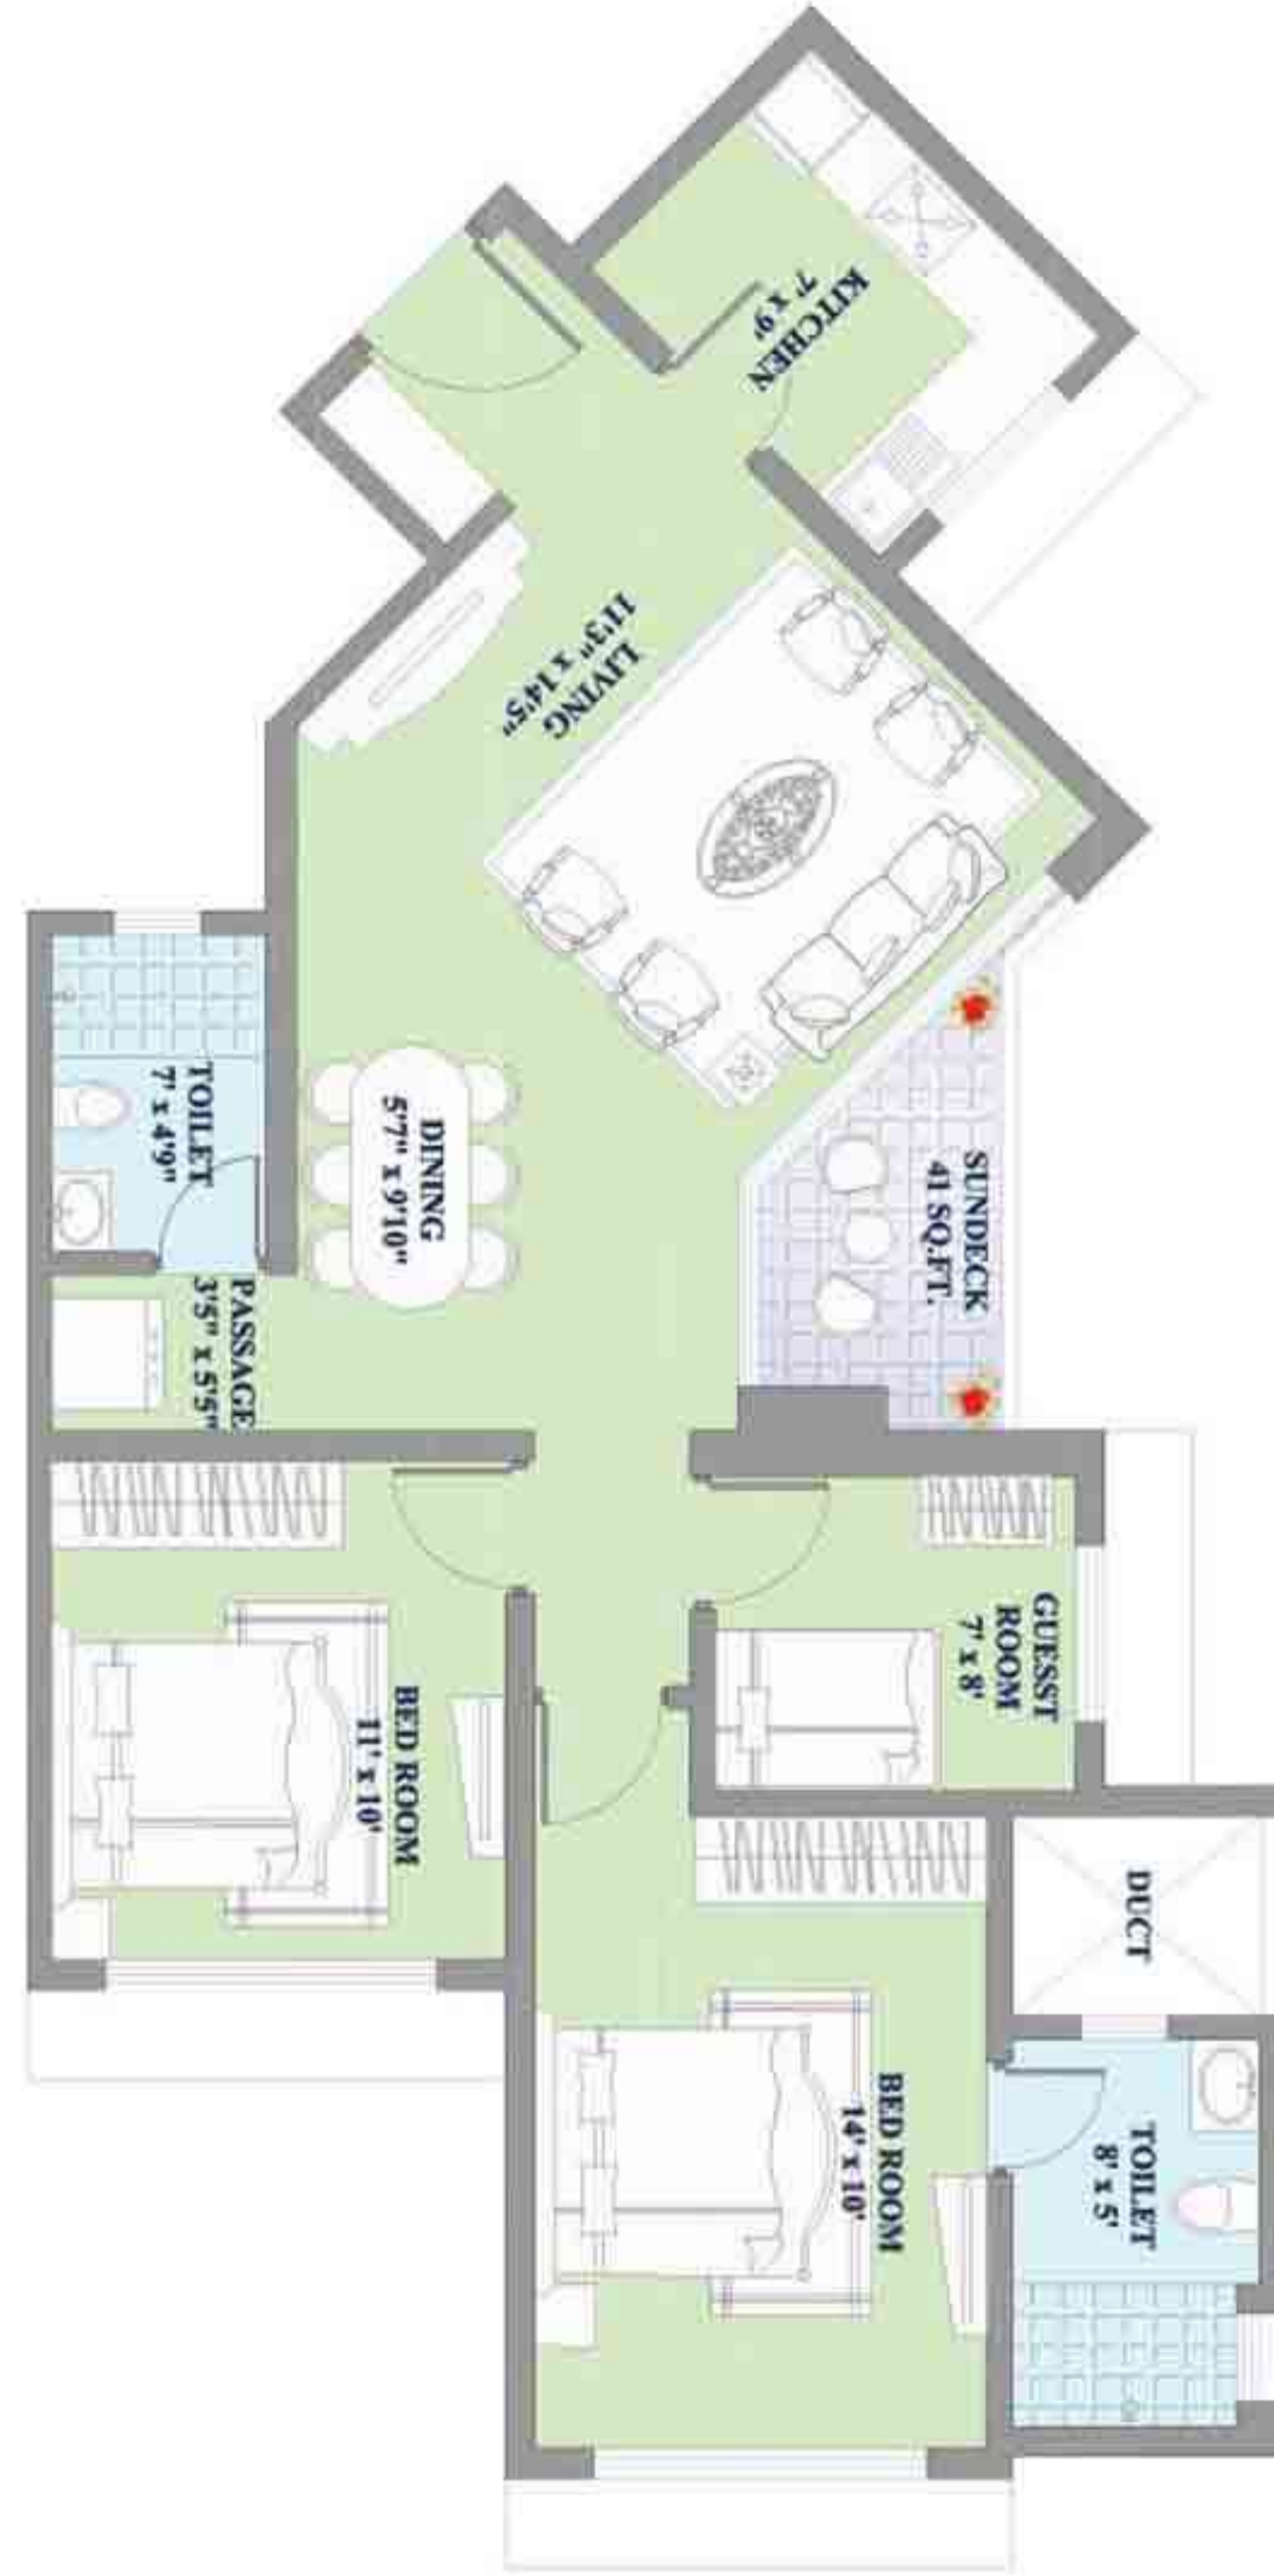 KITCHEN
7' x 9'
LIVING
11'3" x 14'5"
SUNDECK
41 SQ.FT.
DINING
5'7" x 9'10"
TOILET
7' x 4'9"
PASSAGE
3'5" x 5'5"
GUESST
ROOM
7' x 8'
BED ROOM
11' x 10'
DUCT
BED ROOM
14' x 10'
TOILET
8' x 5'